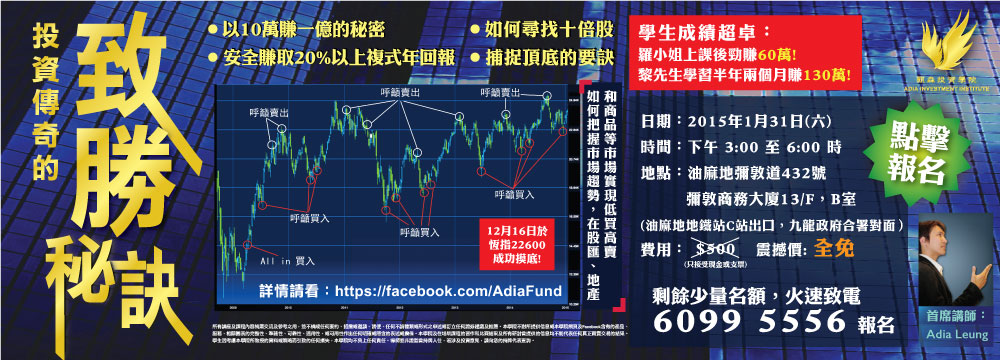 投資傳奇的
致勝秘訣
•以10萬賺一億的秘密
•如何尋找十倍股
•安全賺取20%以上複式年回報
•捕捉頂底的要訣
呼籲賣出
呼籲賣出
呼籲賣出
呼籲買入
呼籲買入
呼籲買入
All in 買入
12月16日於
恆指22600
成功摸底!
詳情請看：https://facebook.com/AdiaFund
如何把握市場趨勢，在股匯、地產
和商品等市場實現低買高賣
學生成績超卓：
羅小姐上課後勁賺60萬!
黎先生學習半年兩個月賺130萬!
ADIA INVESTMENT INSTITUTE
日期：2015年1月31日(六)
時間：下午 3:00 至 6:00 時
地點：油麻地彌敦道432號
彌敦商務大廈13/F，B室
(油麻地地鐵站C站出口，九龍政府合署對面)
費用：$500 震撼價: 全免
(只接受現金或支票)
點擊
報名
剩餘少量名額，火速致電
6099 5556 報名
首席講師：
Adia Leung